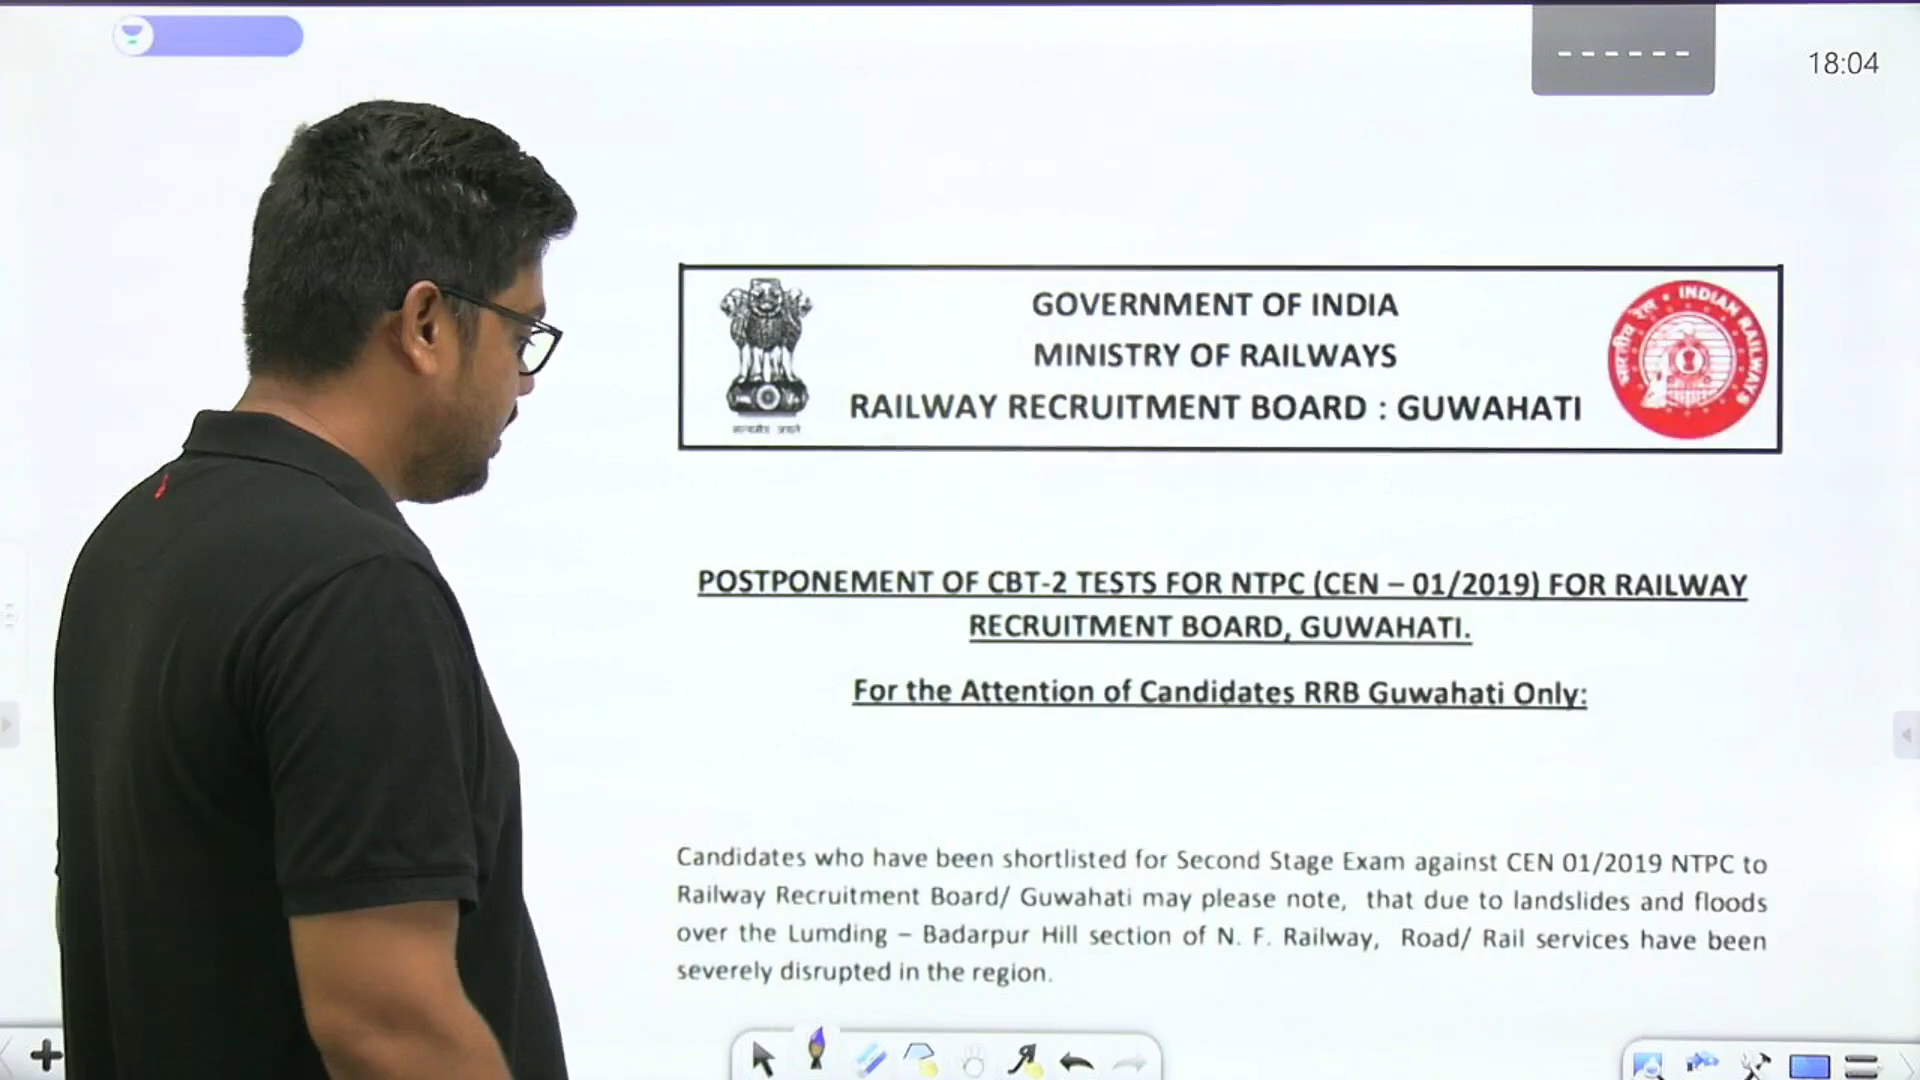 18:04
GOVERNMENT OF INDIA
MINISTRY OF RAILWAYS
RAILWAY RECRUITMENT BOARD : GUWAHATI
सत्यमेव जयते
भारतीय रेल • INDIAN RAILWAYS
POSTPONEMENT OF CBT-2 TESTS FOR NTPC (CEN – 01/2019) FOR RAILWAY
RECRUITMENT BOARD, GUWAHATI.
For the Attention of Candidates RRB Guwahati Only:
Candidates who have been shortlisted for Second Stage Exam against CEN 01/2019 NTPC to
Railway Recruitment Board/ Guwahati may please note, that due to landslides and floods
over the Lumding – Badarpur Hill section of N. F. Railway, Road/ Rail services have been
severely disrupted in the region.